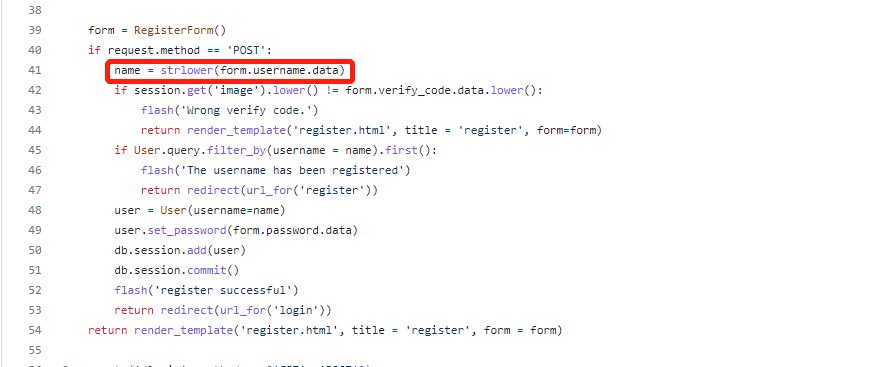 38
39 form = RegisterForm()
40 if request.method == 'POST':
41 name = strlower(form.username.data)
42 if session.get('image').lower() != form.verify_code.data.lower():
43 flash('Wrong verify code.')
44 return render_template('register.html', title = 'register', form=form)
45 if User.query.filter_by(username = name).first():
46 flash('The username has been registered')
47 return redirect(url_for('register'))
48 user = User(username=name)
49 user.set_password(form.password.data)
50 db.session.add(user)
51 db.session.commit()
52 flash('register successful')
53 return redirect(url_for('login'))
54 return render_template('register.html', title = 'register', form = form)
55